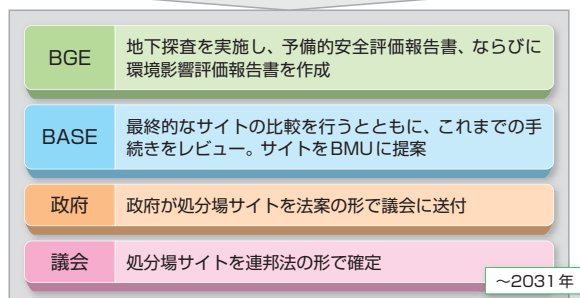 BGE
地下探査を実施し、予備的安全評価報告書、ならびに
環境影響評価報告書を作成
BASE
最終的なサイトの比較を行うとともに、これまでの手
続きをレビュー。サイトをBMUに提案
政府
政府が処分場サイトを法案の形で議会に送付
議会
処分場サイトを連邦法の形で確定
～2031年